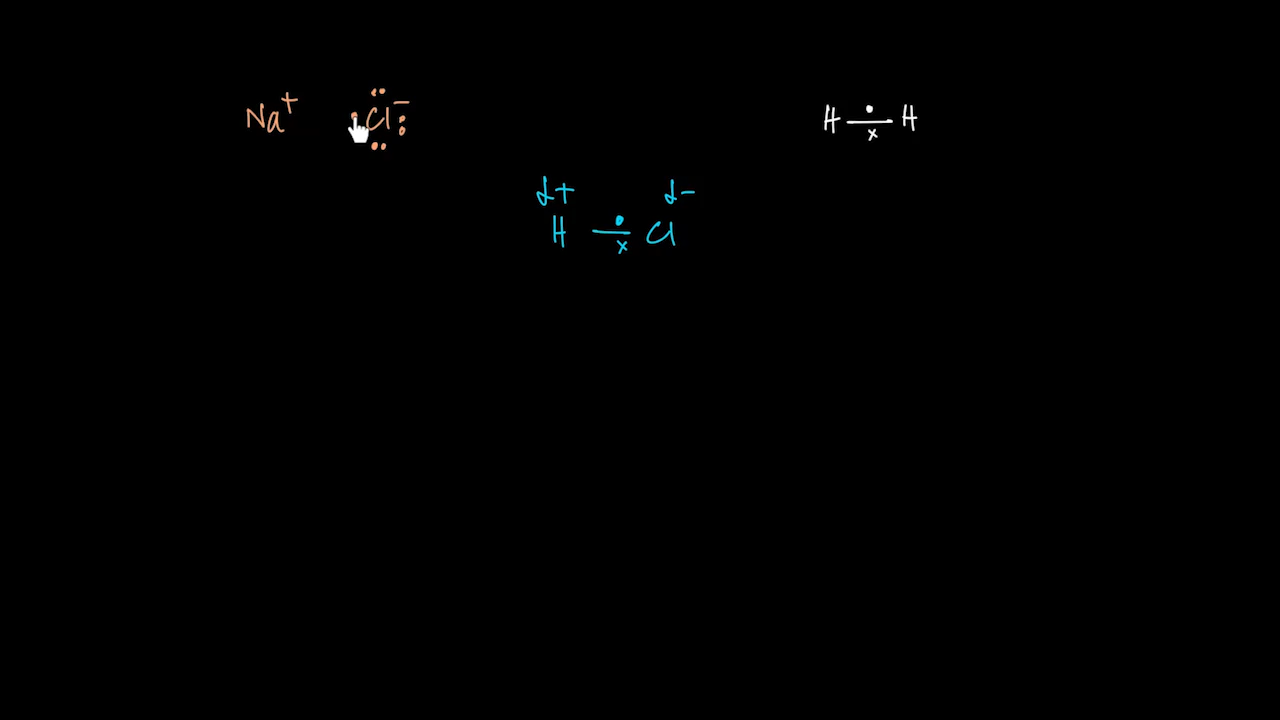 Na⁺ Cl⁻ H — H
δ+ δ−
H — Cl